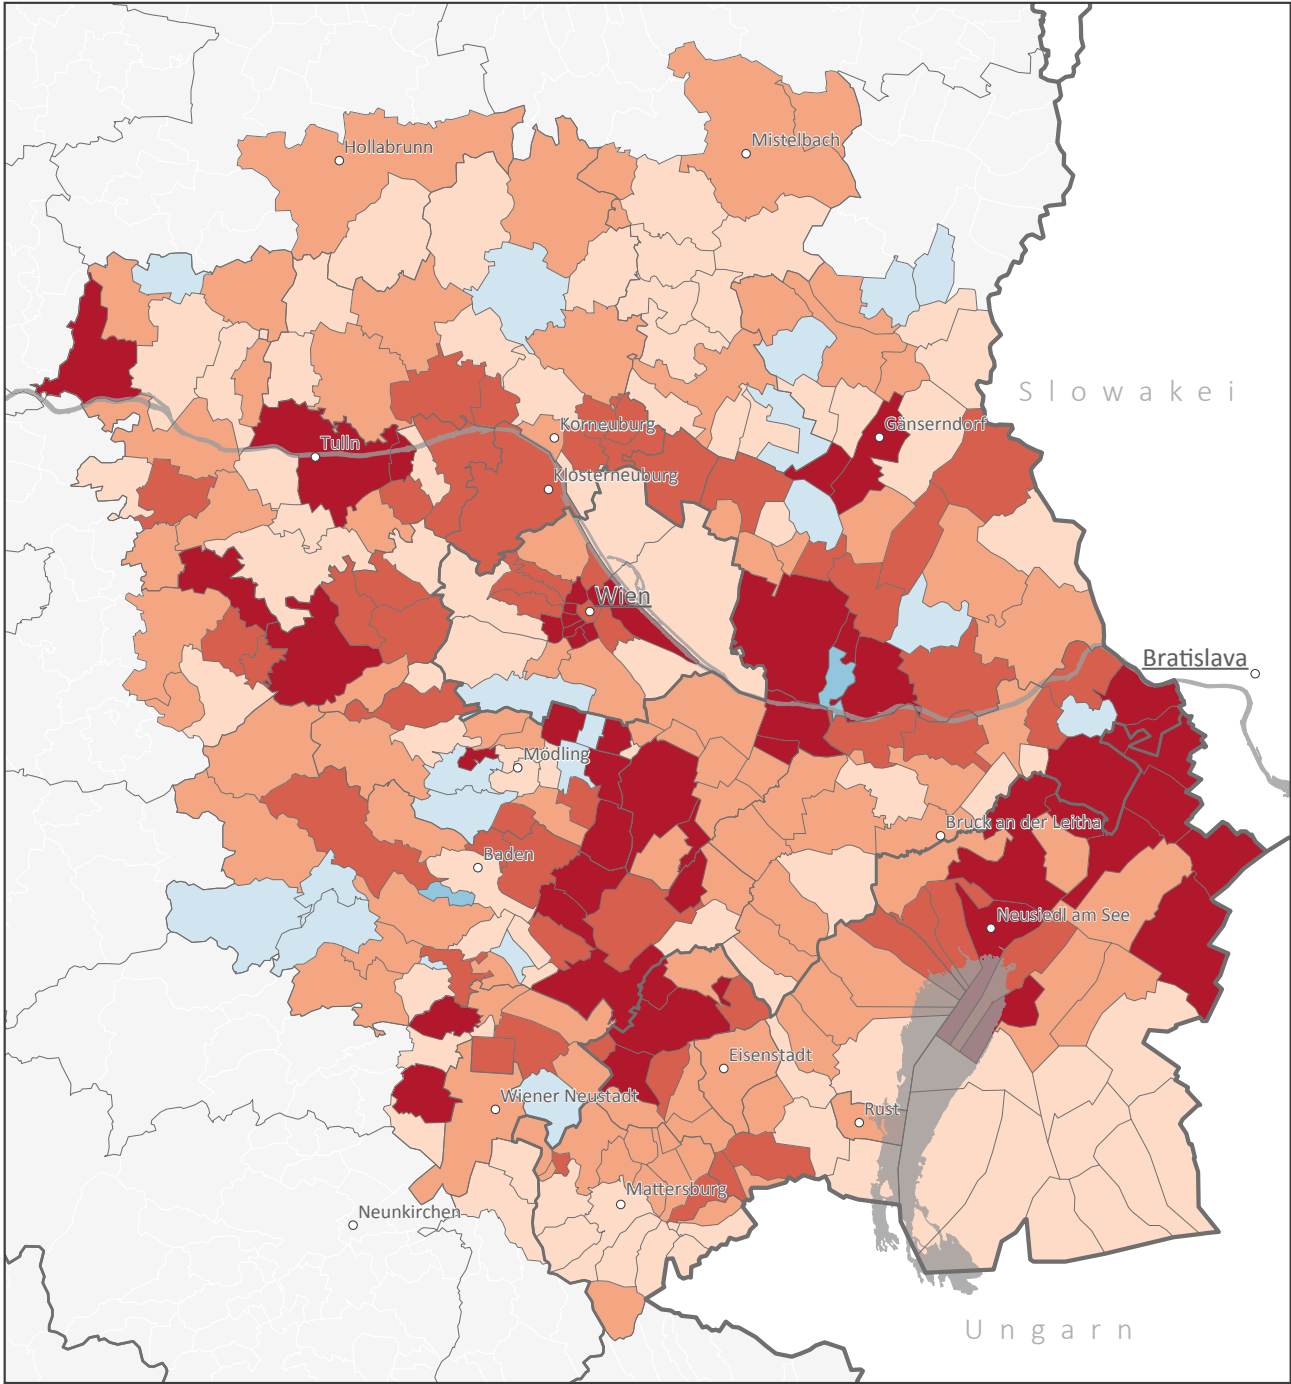 Hollabrunn
Mistelbach
Slowakei
Korneuburg
Gänserndorf
Tulln
Klosterneuburg
Wien
Bratislava
Mödling
Bruck an der Leitha
Baden
Neusiedl am See
Eisenstadt
Wiener Neustadt
Rust
Mattersburg
Neunkirchen
Ungarn